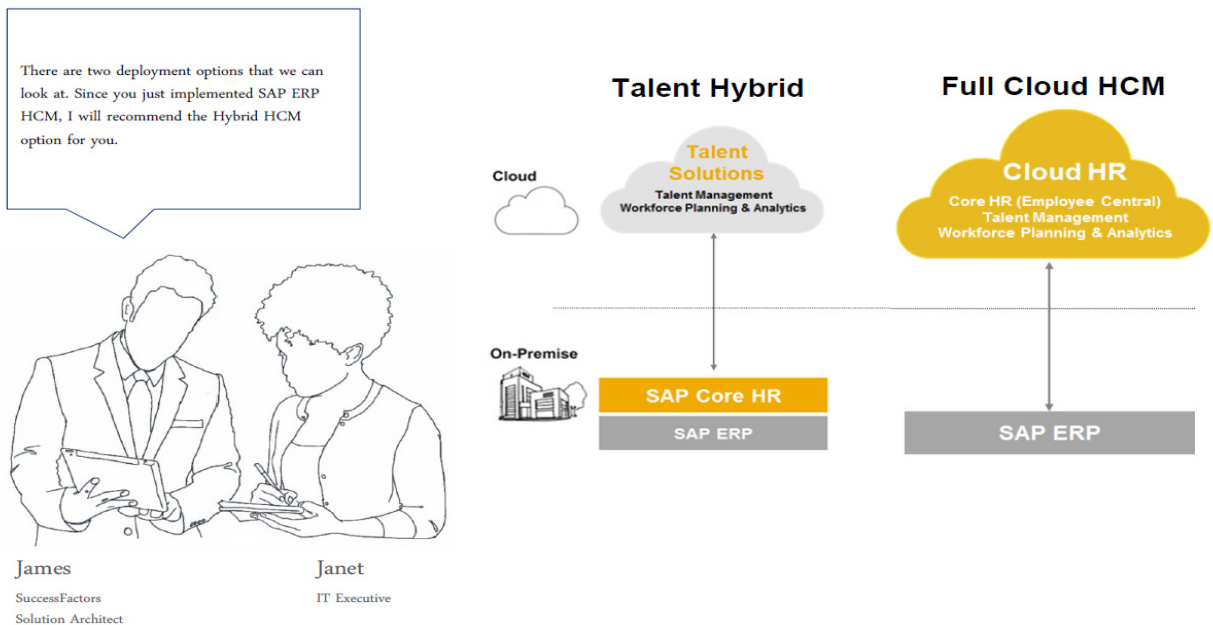 There are two deployment options that we can
look at. Since you just implemented SAP ERP
HCM, I will recommend the Hybrid HCM
option for you.
James
SuccessFactors
Solution Architect
Janet
IT Executive
Talent Hybrid
Full Cloud HCM
Cloud
Talent
Solutions
Talent Management
Workforce Planning & Analytics
Cloud HR
Core HR (Employee Central)
Talent Management
Workforce Planning & Analytics
On-Premise
SAP Core HR
SAP ERP
SAP ERP